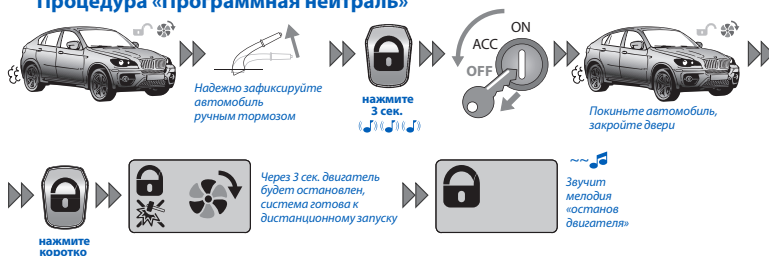 Процедура «Программная нейтраль»
Надежно зафиксируйте
автомобиль
ручным тормозом
нажмите
3 сек.
ON
ACC
OFF
Покиньте автомобиль,
закройте двери
нажмите
коротко
Через 3 сек. двигатель
будет остановлен,
система готова к
дистанционному запуску
Звучит
мелодия
«останов
двигателя»